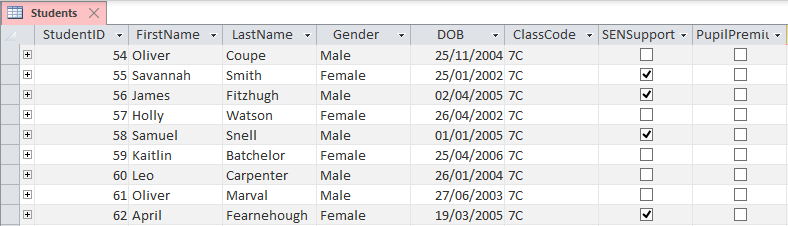 Students
StudentID FirstName LastName Gender DOB ClassCode SENSupport PupilPremiu
54 Oliver Coupe Male 25/11/2004 7C
55 Savannah Smith Female 25/01/2002 7C
56 James Fitzhugh Male 02/04/2005 7C
57 Holly Watson Female 26/04/2002 7C
58 Samuel Snell Male 01/01/2005 7C
59 Kaitlin Batchelor Female 25/04/2006 7C
60 Leo Carpenter Male 26/01/2004 7C
61 Oliver Marval Male 27/06/2003 7C
62 April Fearnehough Female 19/03/2005 7C